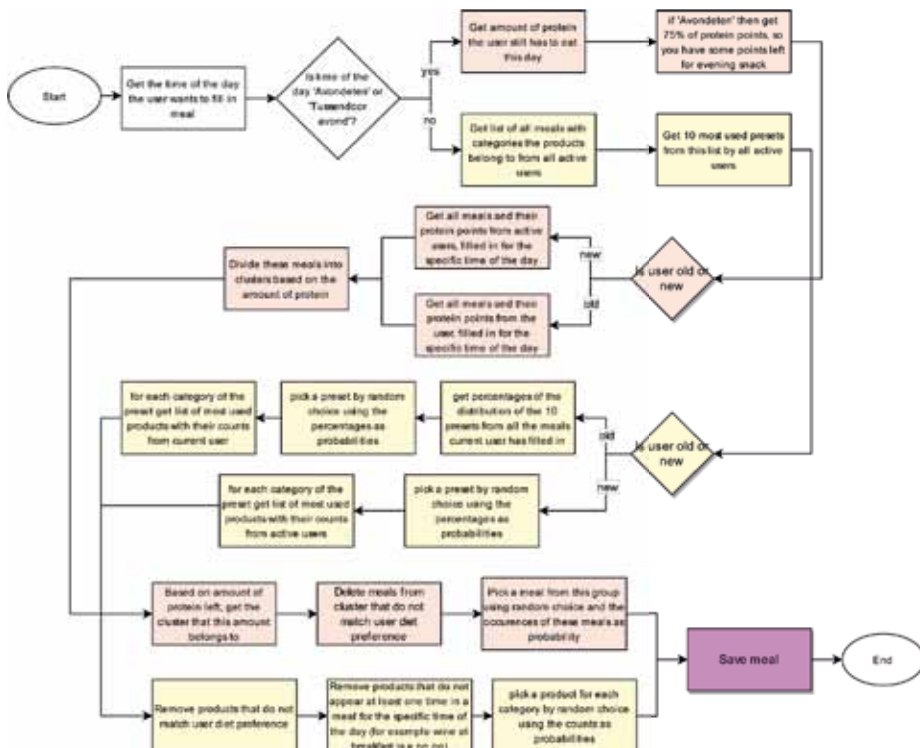 Start
Get the time of the day
the user wants to fill in
meal
Is time of the
day 'Avondeten' or
'Tussendoor
avond'?
yes
no
Get amount of protein
the user still has to eat
this day
if 'Avondeten' then get
75% of protein points, so
you have some points left
for evening snack
Get list of all meals with
categories the products
belong to from all active
users
Get 10 most used presets
from this list by all active
users
Is user old or
new
new
old
Get all meals and their
protein points from active
users, filled in for the
specific time of the day
Get all meals and their
protein points from the
user, filled in for the
specific time of the day
Divide these meals into
clusters based on the
amount of protein
Is user old or
new
old
new
get percentages of the
distribution of the 10
presets from all the meals
current user has filled in
pick a preset by random
choice using the
percentages as
probabilities
for each category of the
preset get list of most used
products with their counts
from current user
pick a preset by random
choice using the
percentages as
probabilities
for each category of the
preset get list of most used
products with their counts
from active users
Based on amount of
protein left, get the
cluster that this amount
belongs to
Delete meals from
cluster that do not
match user diet
preference
Pick a meal from this group
using random choice and the
occurences of these meals as
probability
Remove products that do not
match user diet preference
Remove products that do not
appear at least one time in a
meal for the specific time of
the day (for example wine at
breakfast is a no no)
pick a product for each
category by random choice
using the counts as
probabilities
Save meal
End